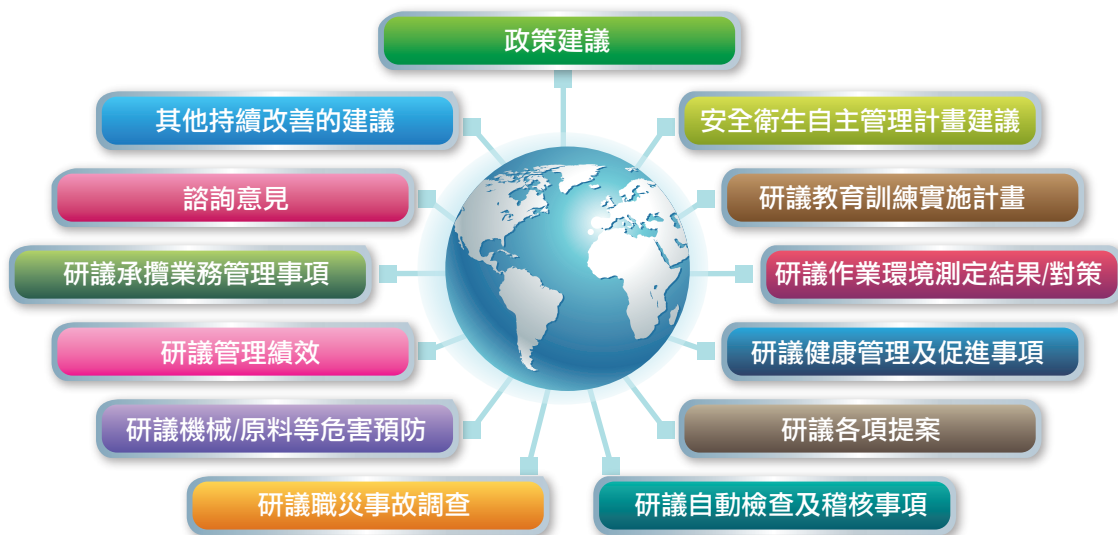 政策建議
其他持續改善的建議
安全衛生自主管理計畫建議
諮詢意見
研議教育訓練實施計畫
研議承攬業務管理事項
研議作業環境測定結果/對策
研議管理績效
研議健康管理及促進事項
研議機械/原料等危害預防
研議各項提案
研議職災事故調查
研議自動檢查及稽核事項